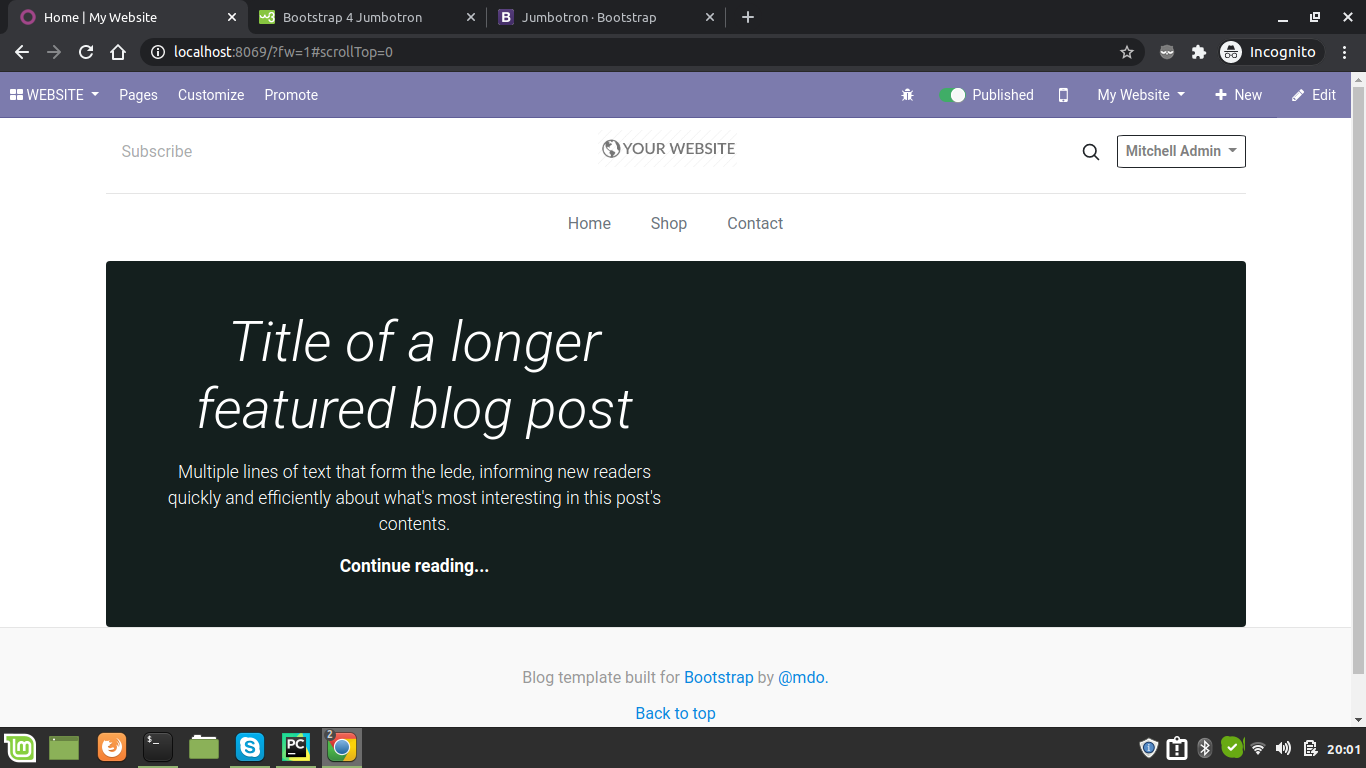 Home | My Website
Bootstrap 4 Jumbotron
B Jumbotron · Bootstrap
localhost:8069/?fw=1#scrollTop=0
Incognito
WEBSITE Pages Customize Promote
Published My Website New Edit
Subscribe
YOUR WEBSITE
Mitchell Admin
Home Shop Contact
Title of a longer
featured blog post
Multiple lines of text that form the lede, informing new readers
quickly and efficiently about what's most interesting in this post's
contents.
Continue reading...
Blog template built for Bootstrap by @mdo.
Back to top
$_
PC
2
20:01